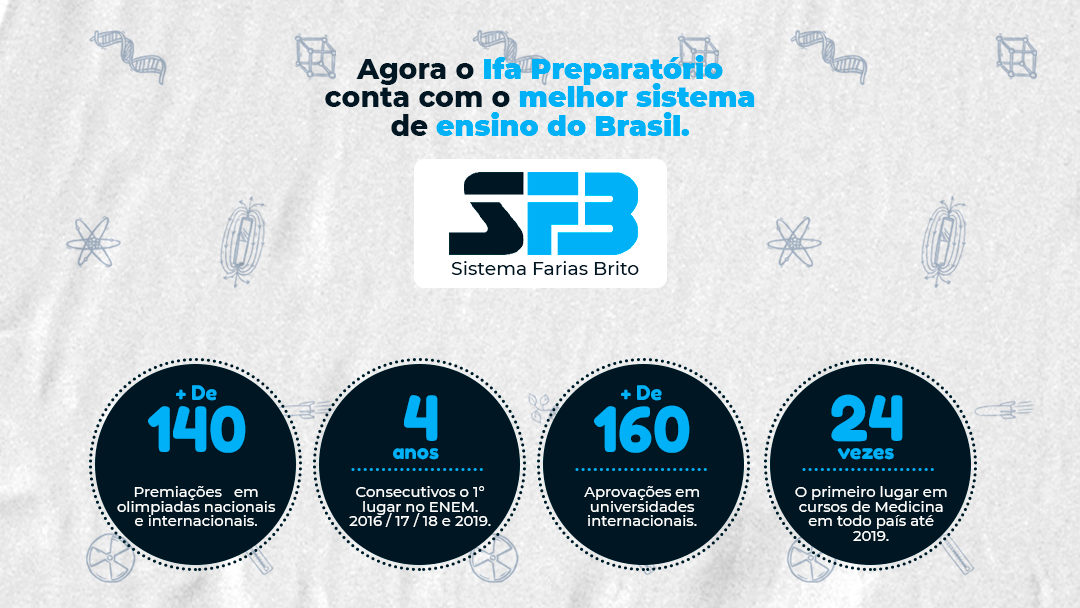 Agora o Ifa Preparatório
conta com o melhor sistema
de ensino do Brasil.
SFB
Sistema Farias Brito
+ De
140
Premiações em
olimpiadas nacionais
e internacionais.
4
anos
Consecutivos o 1º
lugar no ENEM.
2016 / 17 / 18 e 2019.
+ De
160
Aprovações em
universidades
internacionais.
24
vezes
O primeiro lugar em
cursos de Medicina
em todo país até
2019.